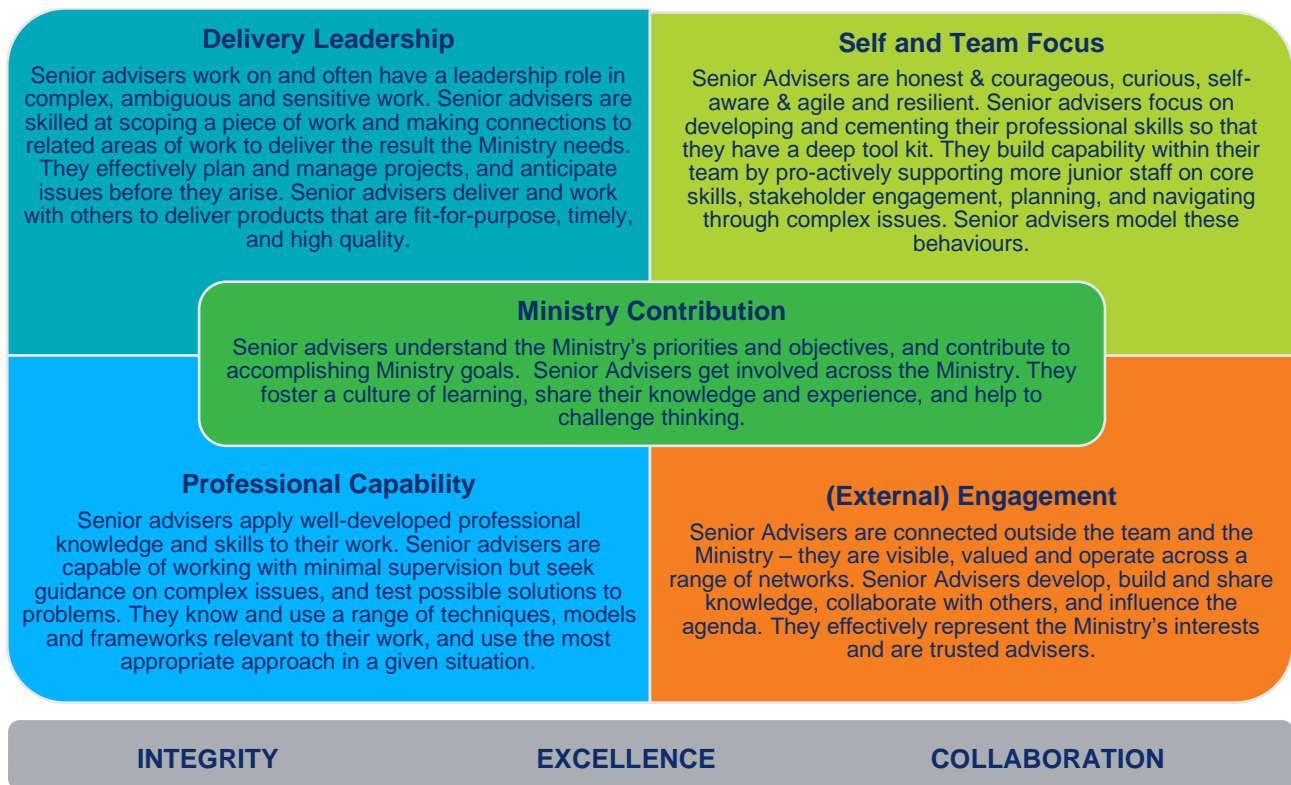 Delivery Leadership
Senior advisers work on and often have a leadership role in
complex, ambiguous and sensitive work. Senior advisers are
skilled at scoping a piece of work and making connections to
related areas of work to deliver the result the Ministry needs.
They effectively plan and manage projects, and anticipate
issues before they arise. Senior advisers deliver and work
with others to deliver products that are fit-for-purpose, timely,
and high quality.
Self and Team Focus
Senior Advisers are honest & courageous, curious, self-
aware & agile and resilient. Senior advisers focus on
developing and cementing their professional skills so that
they have a deep tool kit. They build capability within their
team by pro-actively supporting more junior staff on core
skills, stakeholder engagement, planning, and navigating
through complex issues. Senior advisers model these
behaviours.
Ministry Contribution
Senior advisers understand the Ministry's priorities and objectives, and contribute to
accomplishing Ministry goals.  Senior Advisers get involved across the Ministry. They
foster a culture of learning, share their knowledge and experience, and help to
challenge thinking.
Professional Capability
Senior advisers apply well-developed professional
knowledge and skills to their work. Senior advisers are
capable of working with minimal supervision but seek
guidance on complex issues, and test possible solutions to
problems. They know and use a range of techniques, models
and frameworks relevant to their work, and use the most
appropriate approach in a given situation.
(External) Engagement
Senior Advisers are connected outside the team and the
Ministry – they are visible, valued and operate across a
range of networks. Senior Advisers develop, build and share
knowledge, collaborate with others, and influence the
agenda. They effectively represent the Ministry's interests
and are trusted advisers.
INTEGRITY EXCELLENCE COLLABORATION